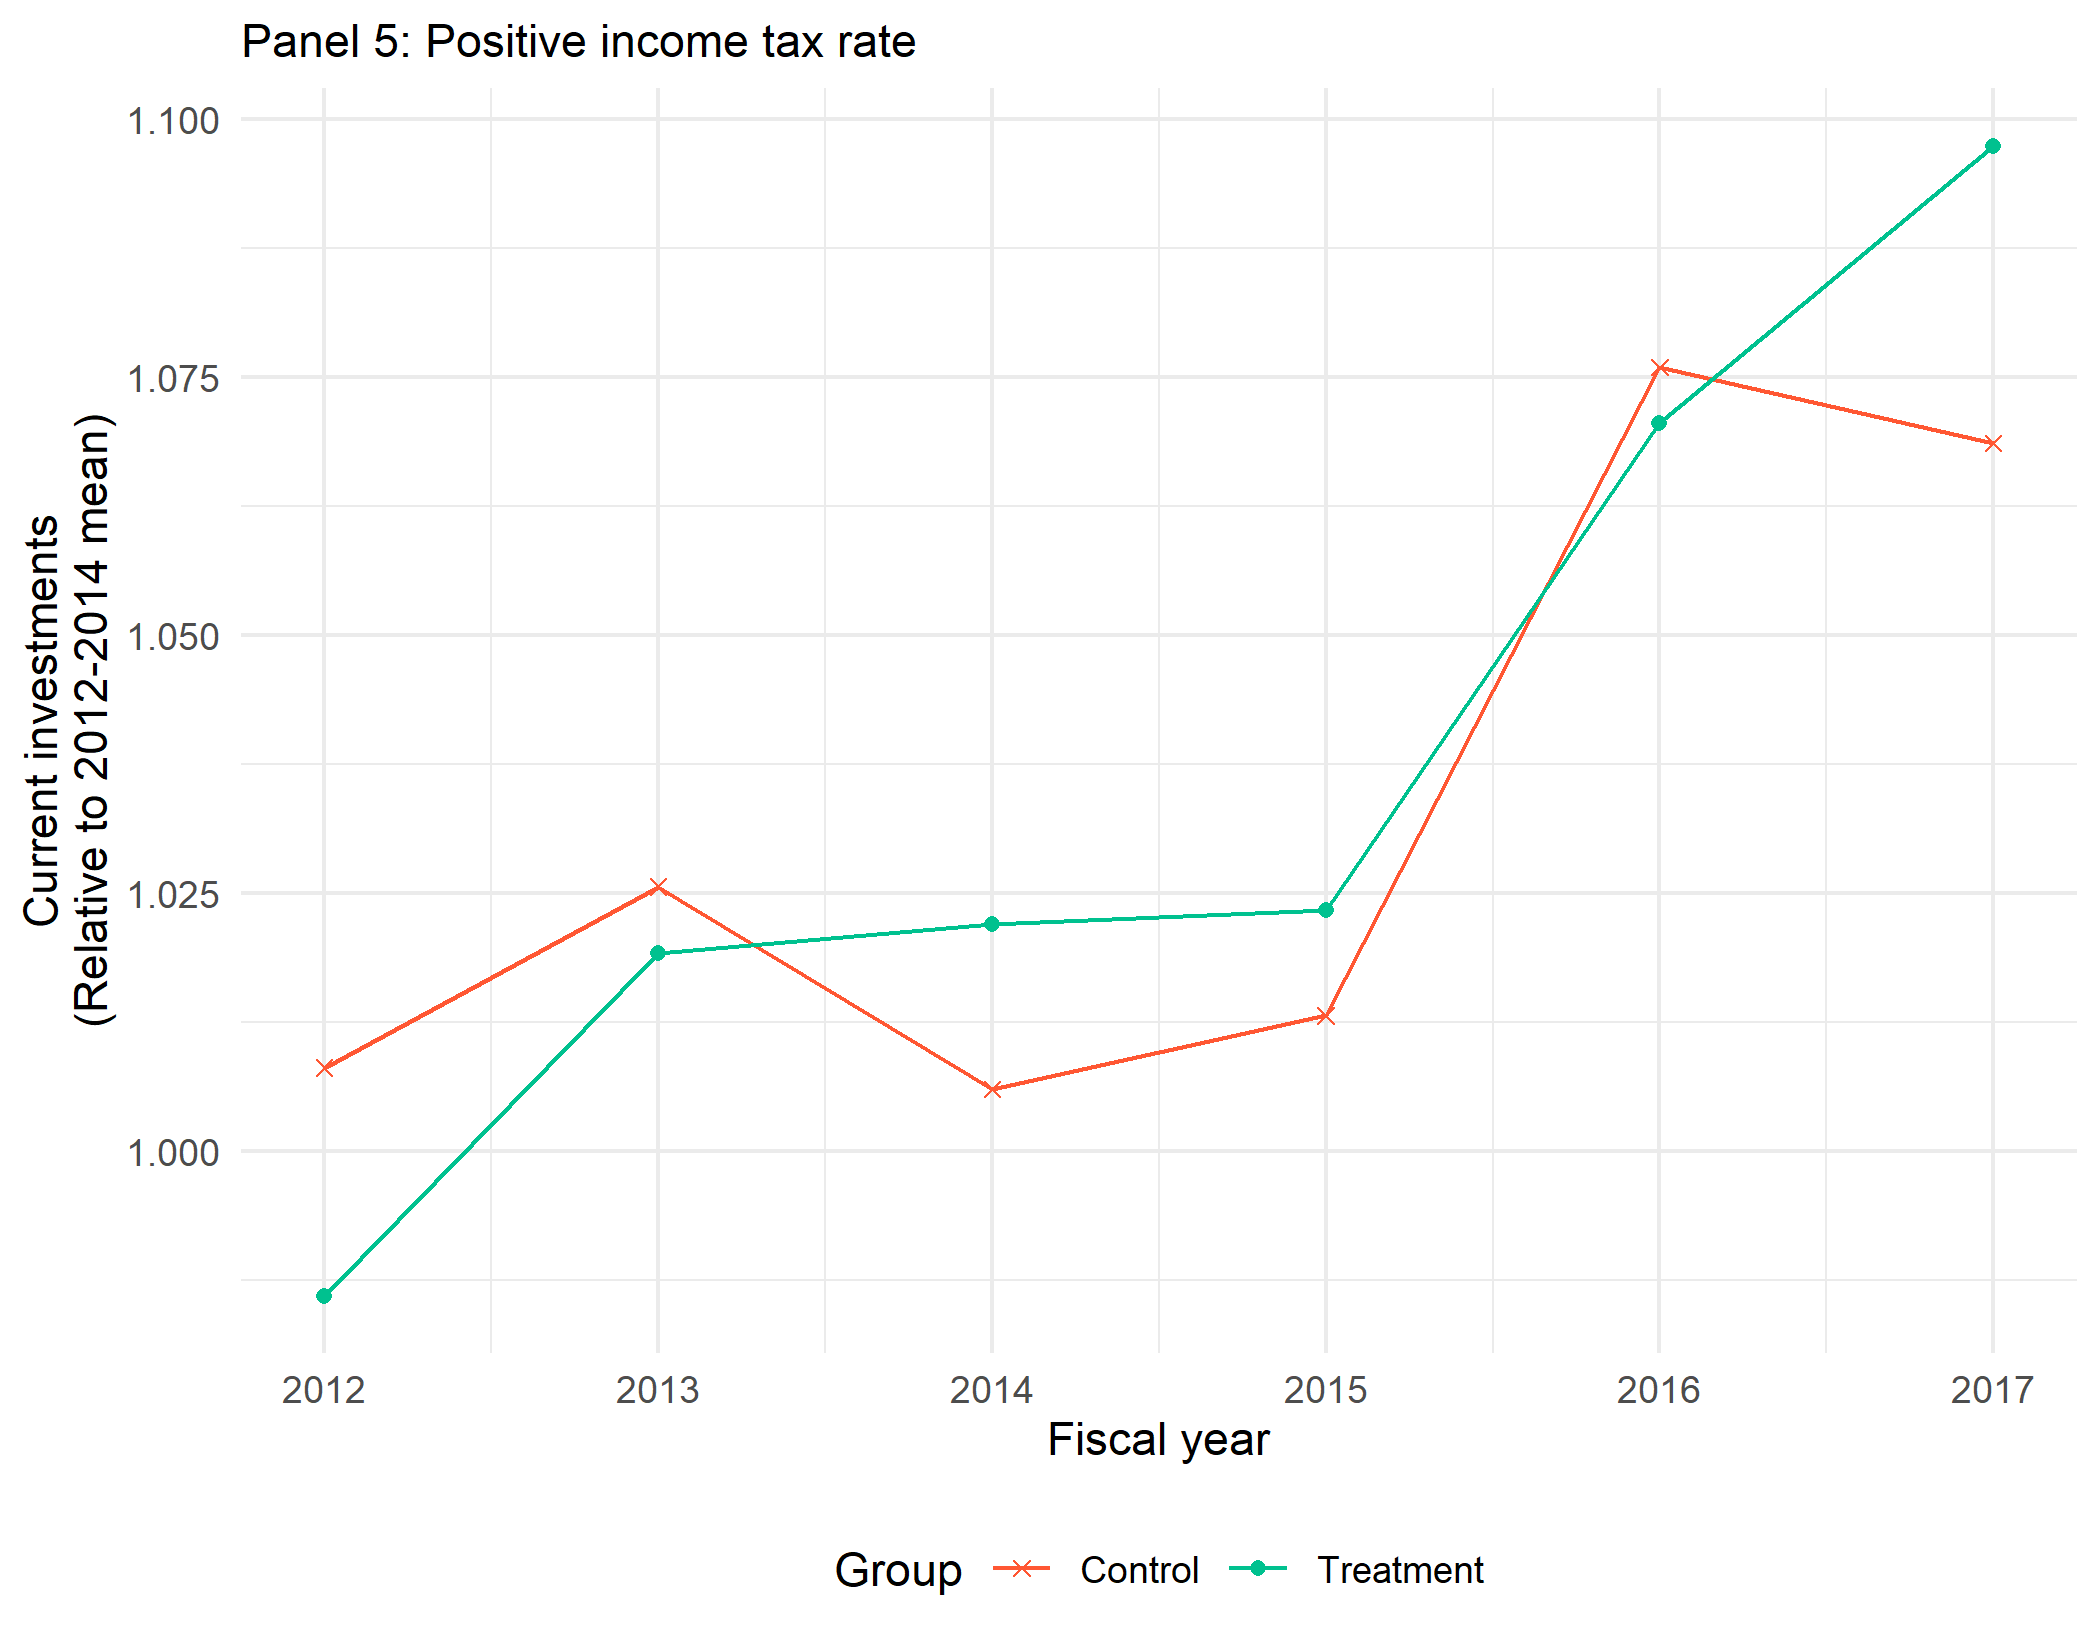 Panel 5: Positive income tax rate
Current investments
(Relative to 2012-2014 mean)
1.100
1.075
1.050
1.025
1.000
2012 2013 2014 2015 2016 2017
Fiscal year
Group Control Treatment